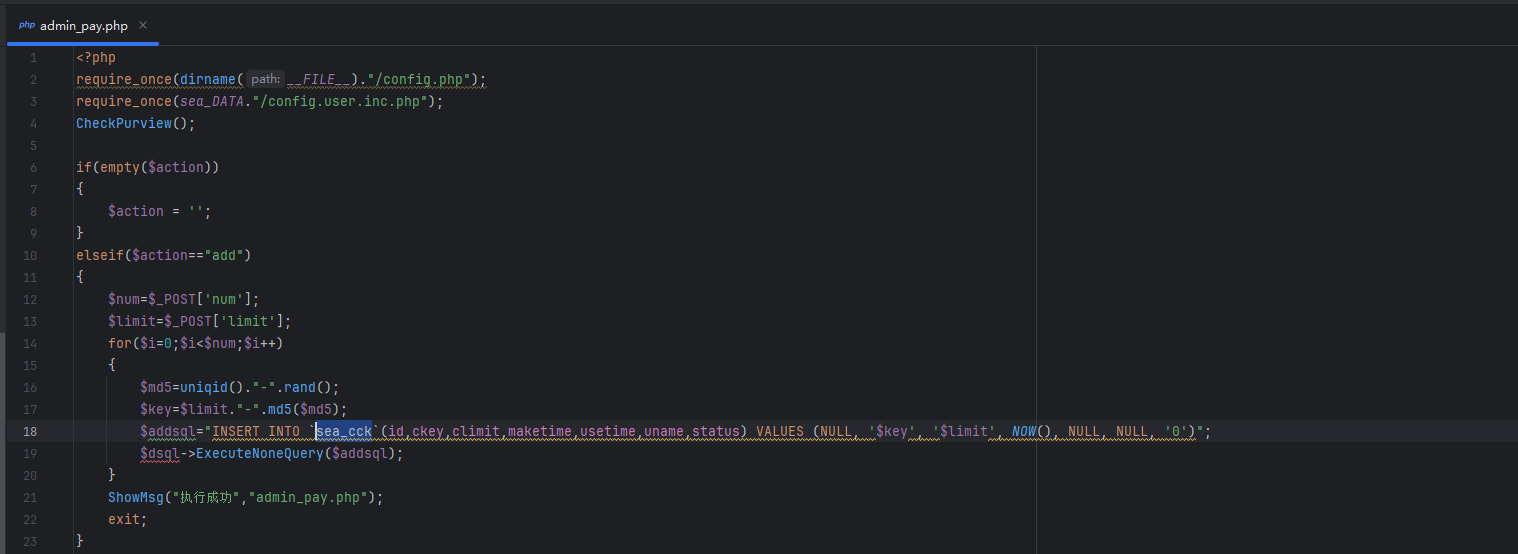 php admin_pay.php ×
1 <?php
2 require_once(dirname( path: __FILE__)."/config.php");
3 require_once(sea_DATA."/config.user.inc.php");
4 CheckPurview();
5
6 if(empty($action))
7 {
8 $action = '';
9 }
10 elseif($action=="add")
11 {
12 $num=$_POST['num'];
13 $limit=$_POST['limit'];
14 for($i=0;$i<$num;$i++)
15 {
16 $md5=uniqid()."-".rand();
17 $key=$limit."-".md5($md5);
18 $addsql="INSERT INTO `sea_cck`(id,ckey,climit,maketime,usetime,uname,status) VALUES (NULL, '$key', '$limit', NOW(), NULL, NULL, '0')";
19 $dsql->ExecuteNoneQuery($addsql);
20 }
21 ShowMsg("执行成功","admin_pay.php");
22 exit;
23 }